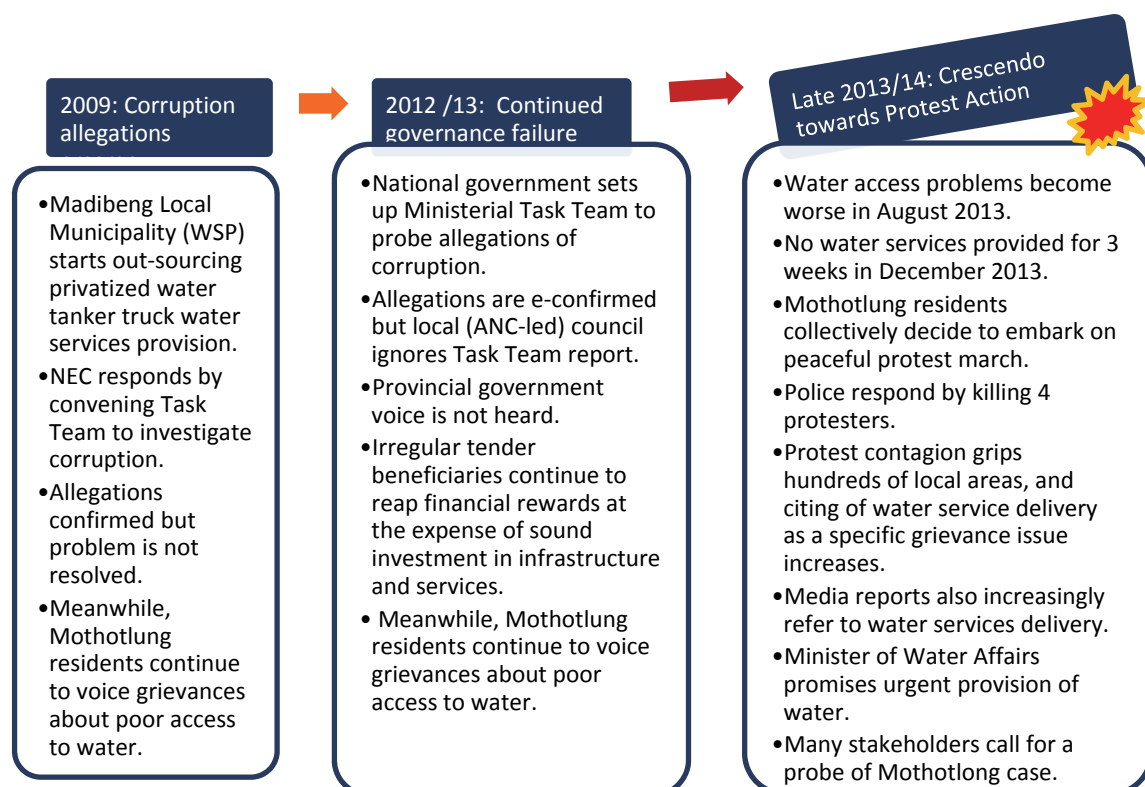 2009: Corruption
allegations
•Madibeng Local
Municipality (WSP)
starts out-sourcing
privatized water
tanker truck water
services provision.
•NEC responds by
convening Task
Team to investigate
corruption.
•Allegations
confirmed but
problem is not
resolved.
•Meanwhile,
Mothotlung
residents continue
to voice grievances
about poor access
to water.
2012 /13:  Continued
governance failure
•National government sets
up Ministerial Task Team to
probe allegations of
corruption.
•Allegations are e-confirmed
but local (ANC-led) council
ignores Task Team report.
•Provincial government
voice is not heard.
•Irregular tender
beneficiaries continue to
reap financial rewards at
the expense of sound
investment in infrastructure
and services.
• Meanwhile, Mothotlung
residents continue to voice
grievances about poor
access to water.
Late 2013/14: Crescendo
towards Protest Action
•Water access problems become
worse in August 2013.
•No water services provided for 3
weeks in December 2013.
•Mothotlung residents
collectively decide to embark on
peaceful protest march.
•Police respond by killing 4
protesters.
•Protest contagion grips
hundreds of local areas, and
citing of water service delivery
as a specific grievance issue
increases.
•Media reports also increasingly
refer to water services delivery.
•Minister of Water Affairs
promises urgent provision of
water.
•Many stakeholders call for a
probe of Mothotlong case.